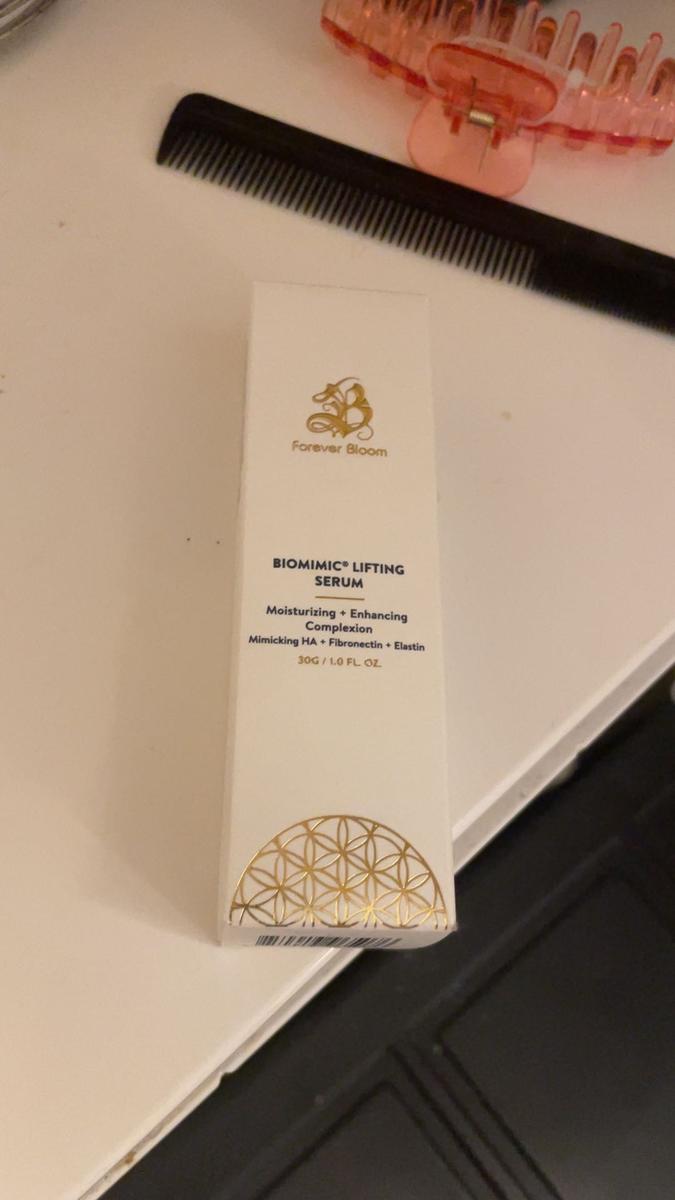 Forever Bloom
BIOMIMIC® LIFTING
SERUM
Moisturizing + Enhancing
Complexion
Mimicking HA + Fibronectin + Elastin
30G / 1.0 FL. OZ.